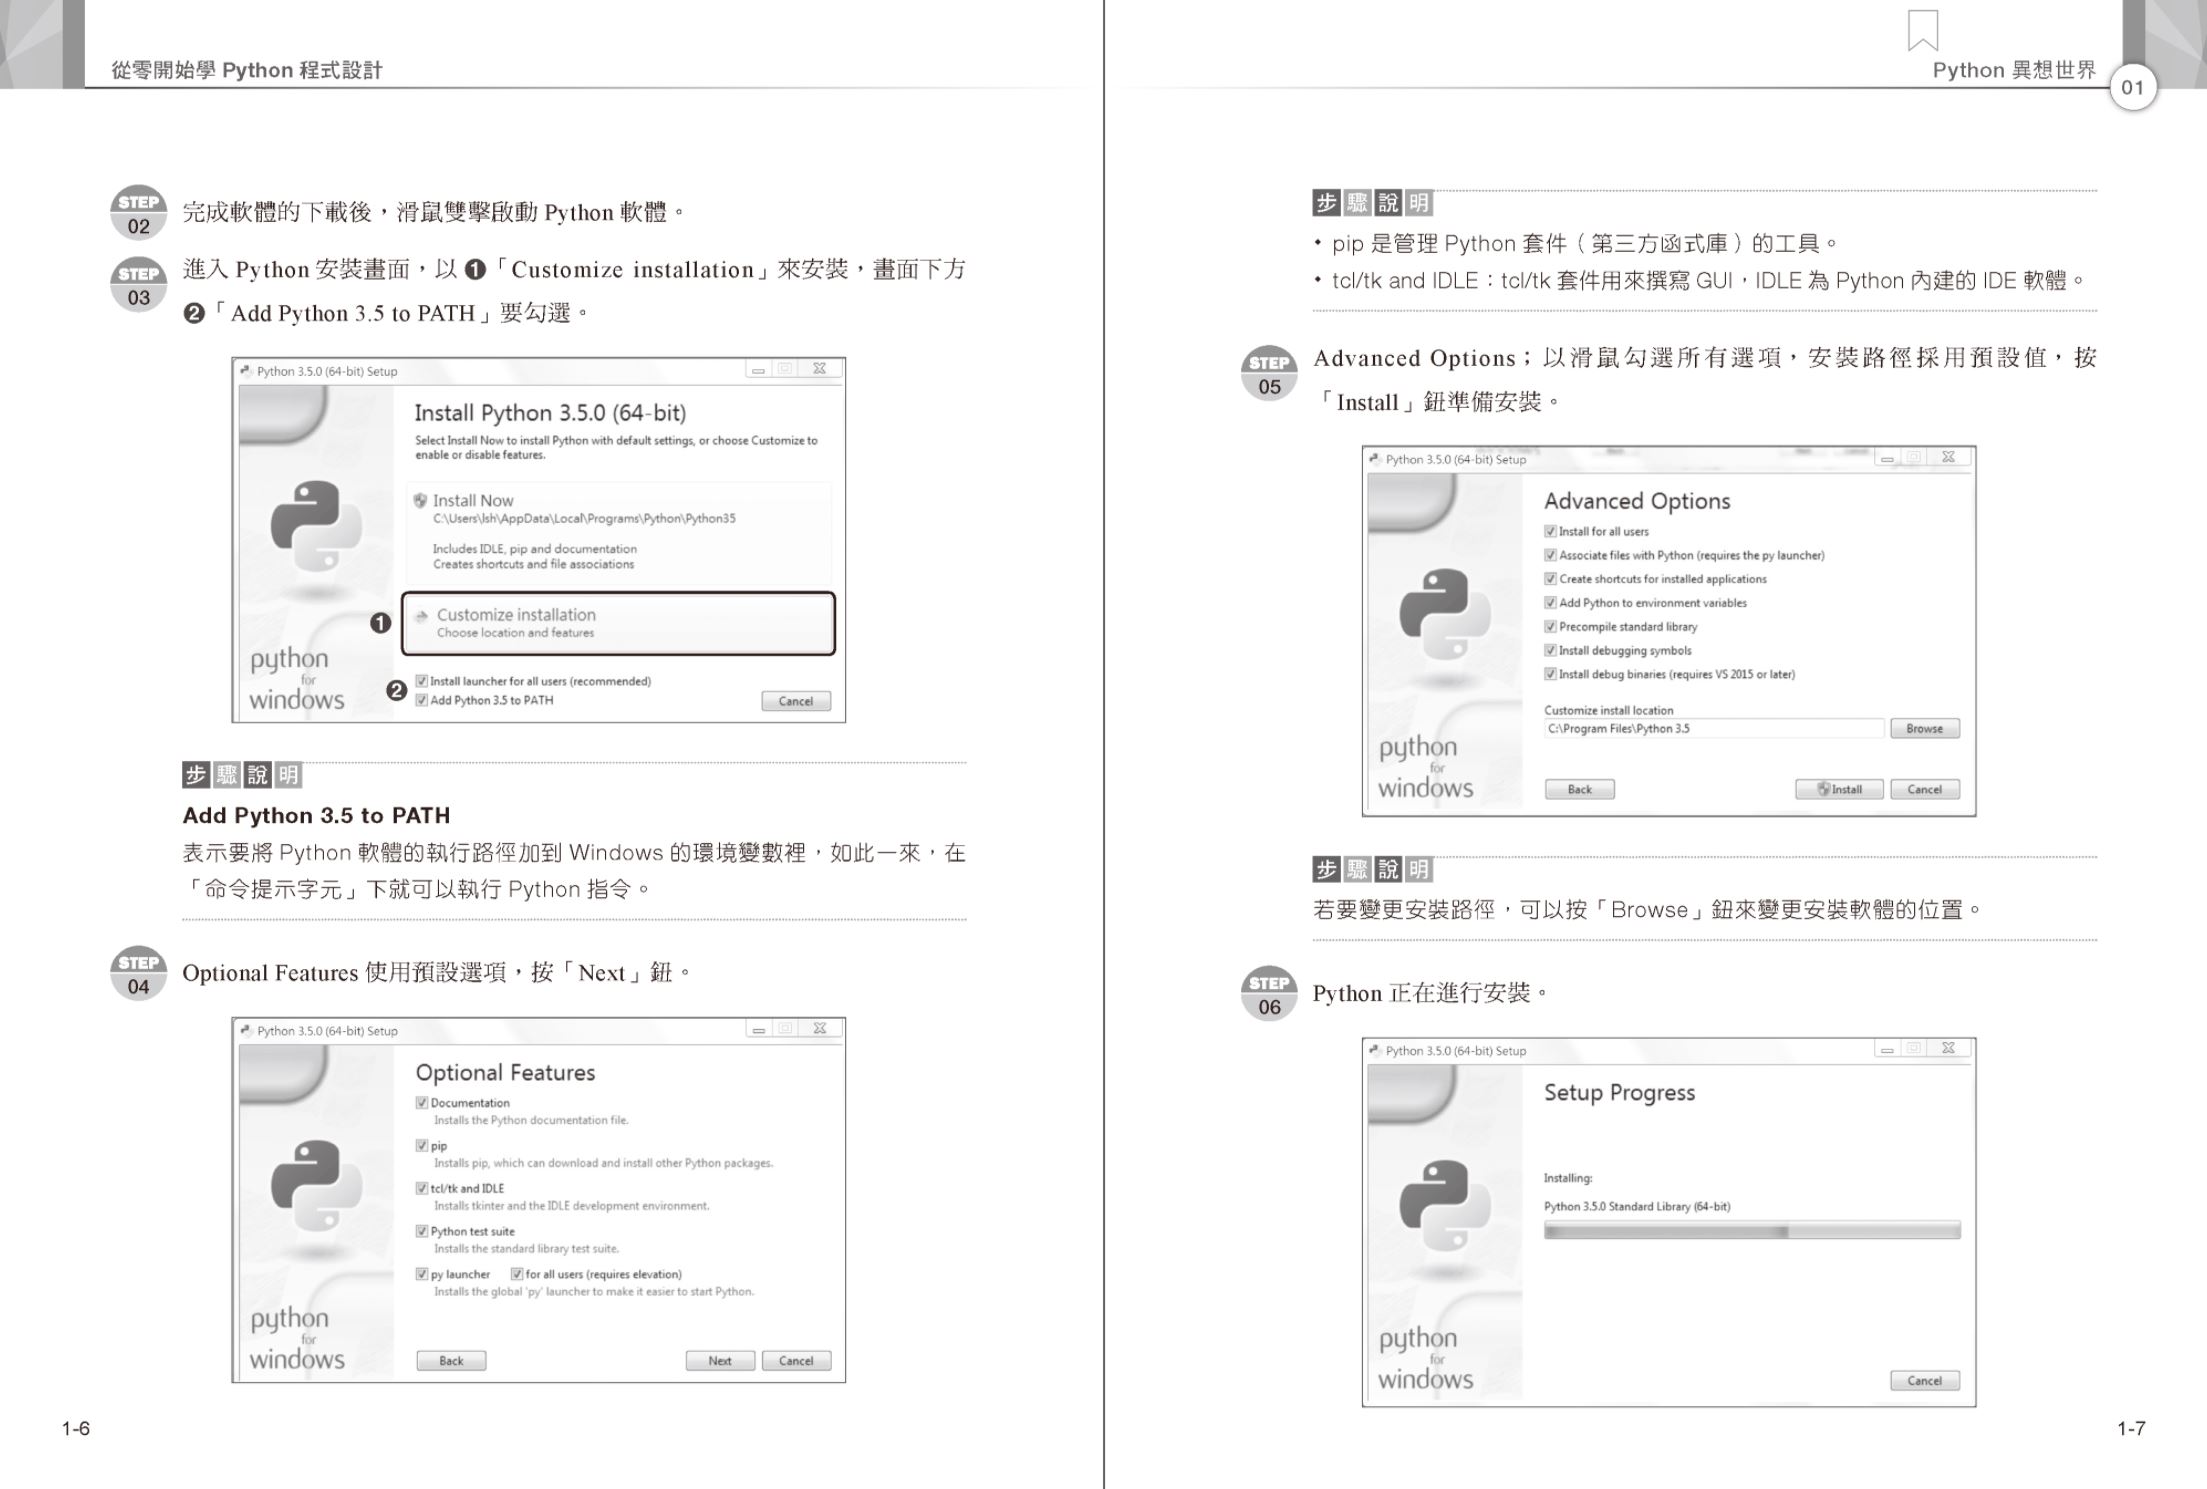 從零開始學 Python 程式設計
STEP
02
完成軟體的下載後，滑鼠雙擊啟動 Python 軟體。
STEP
03
進入 Python 安裝畫面，以 ❶「Customize installation」來安裝，畫面下方
❷「Add Python 3.5 to PATH」要勾選。
Python 3.5.0 (64-bit) Setup
Install Python 3.5.0 (64-bit)
Select Install Now to install Python with default settings, or choose Customize to
enable or disable features.
Install Now
C:\Users\lsh\AppData\Local\Programs\Python\Python35
Includes IDLE, pip and documentation
Creates shortcuts and file associations
❶
Customize installation
Choose location and features
❷
Install launcher for all users (recommended)
Add Python 3.5 to PATH
Cancel
python
for
windows
步驟說明
Add Python 3.5 to PATH
表示要將 Python 軟體的執行路徑加到 Windows 的環境變數裡，如此一來，在
「命令提示字元」下就可以執行 Python 指令。
STEP
04
Optional Features 使用預設選項，按「Next」鈕。
Python 3.5.0 (64-bit) Setup
Optional Features
Documentation
Installs the Python documentation file.
pip
Installs pip, which can download and install other Python packages.
tcl/tk and IDLE
Installs tkinter and the IDLE development environment.
Python test suite
Installs the standard library test suite.
py launcher for all users (requires elevation)
Installs the global 'py' launcher to make it easier to start Python.
python
for
windows
Back Next Cancel
1-6
Python 異想世界
01
步驟說明
• pip 是管理 Python 套件（第三方函式庫）的工具。
• tcl/tk and IDLE：tcl/tk 套件用來撰寫 GUI，IDLE 為 Python 內建的 IDE 軟體。
STEP
05
Advanced Options；以滑鼠勾選所有選項，安裝路徑採用預設值，按
「Install」鈕準備安裝。
Python 3.5.0 (64-bit) Setup
Advanced Options
Install for all users
Associate files with Python (requires the py launcher)
Create shortcuts for installed applications
Add Python to environment variables
Precompile standard library
Install debugging symbols
Install debug binaries (requires VS 2015 or later)
Customize install location
C:\Program Files\Python 3.5
Browse
python
for
windows
Back Install Cancel
步驟說明
若要變更安裝路徑，可以按「Browse」鈕來變更安裝軟體的位置。
STEP
06
Python 正在進行安裝。
Python 3.5.0 (64-bit) Setup
Setup Progress
Installing:
Python 3.5.0 Standard Library (64-bit)
python
for
windows
Cancel
1-7